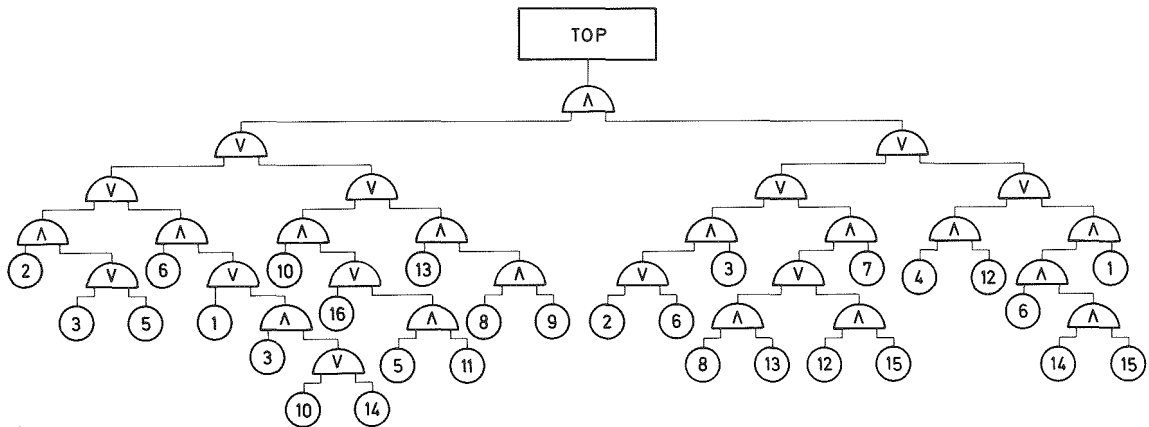 TOP
∧
∨ ∨
∨ ∨ ∨ ∨
∧ ∧ ∧ ∧ ∧ ∧ ∧ ∧
2 ∨ 6 ∨ 10 ∨ 13 ∧ ∨ 3 ∨ 7 4 12 ∧ 1
3 5 1 ∧ 16 ∧ 8 9 2 6 ∧ ∧ 6 ∧
3 ∨ 5 11 8 13 12 15 14 15
10 14